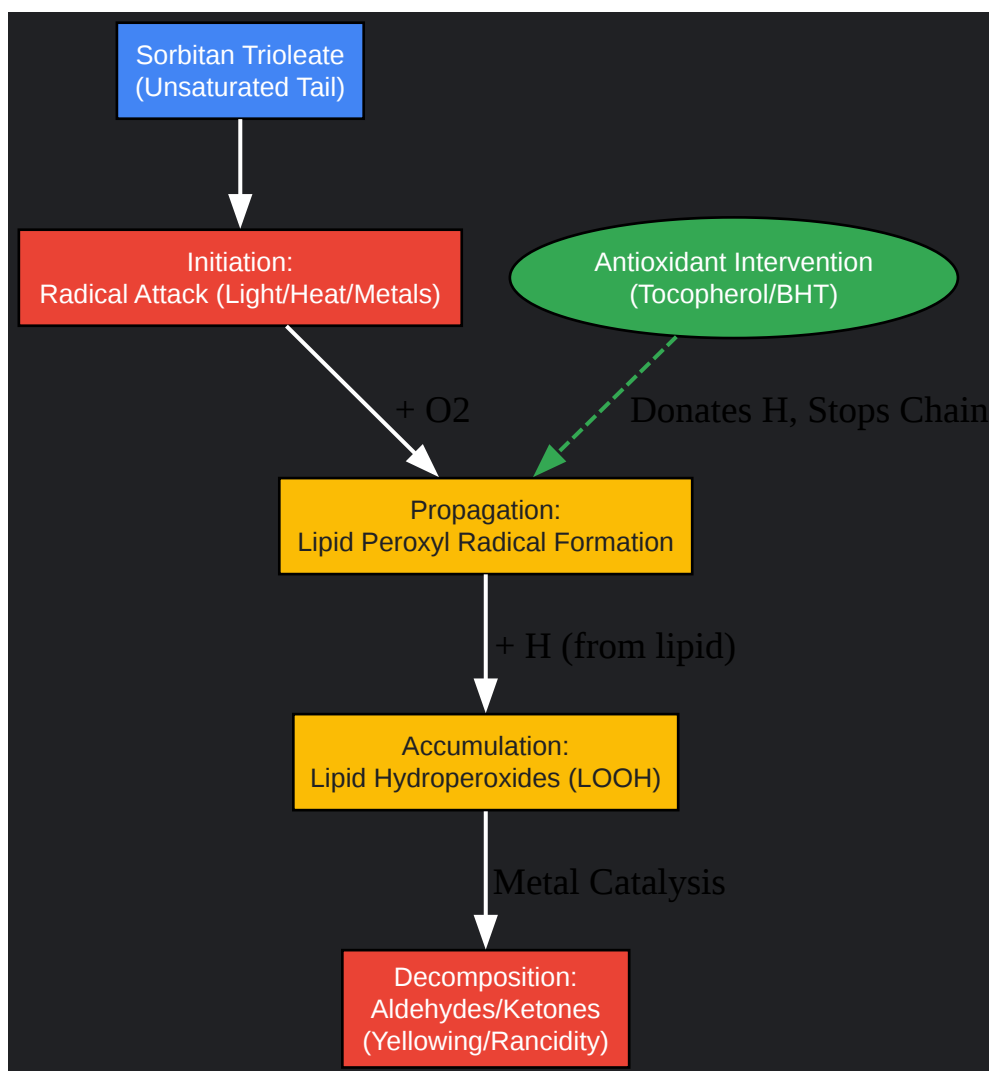 Sorbitan Trioleate
(Unsaturated Tail)
Initiation:
Radical Attack (Light/Heat/Metals)
Antioxidant Intervention
(Tocopherol/BHT)
+ O2
Donates H, Stops Chain
Propagation:
Lipid Peroxyl Radical Formation
+ H (from lipid)
Accumulation:
Lipid Hydroperoxides (LOOH)
Metal Catalysis
Decomposition:
Aldehydes/Ketones
(Yellowing/Rancidity)